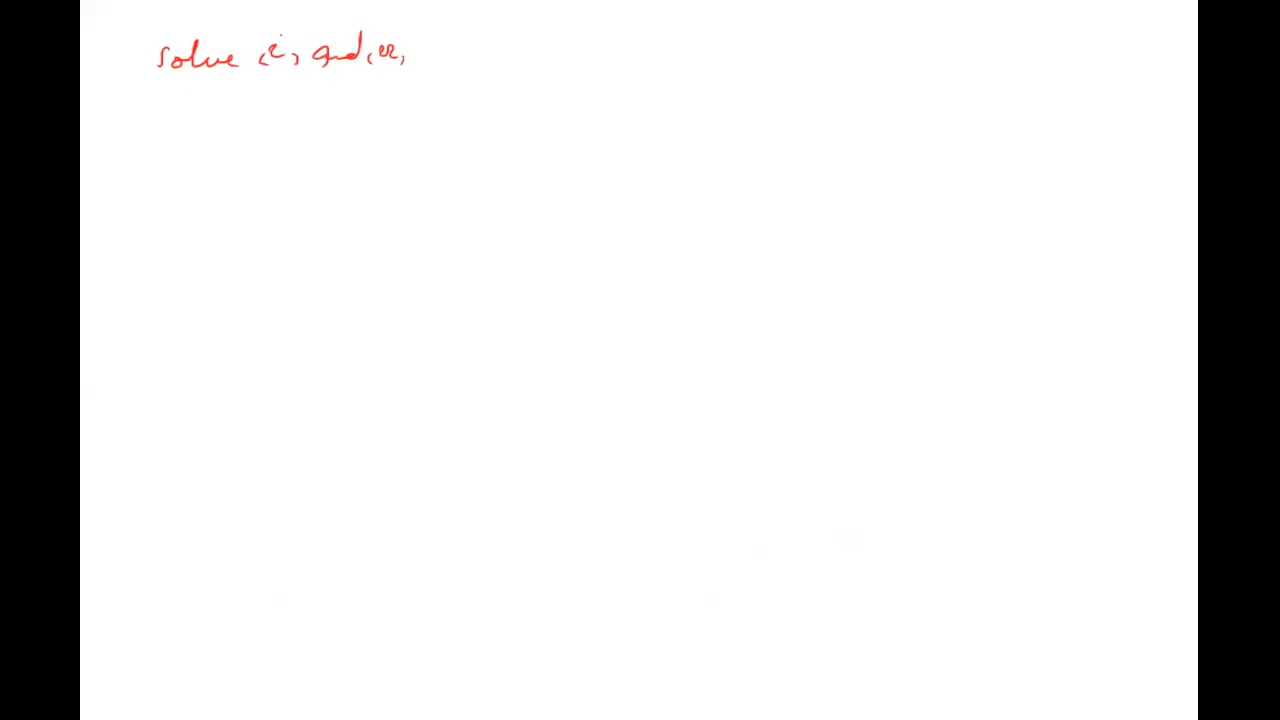 solve (i) and (ii)